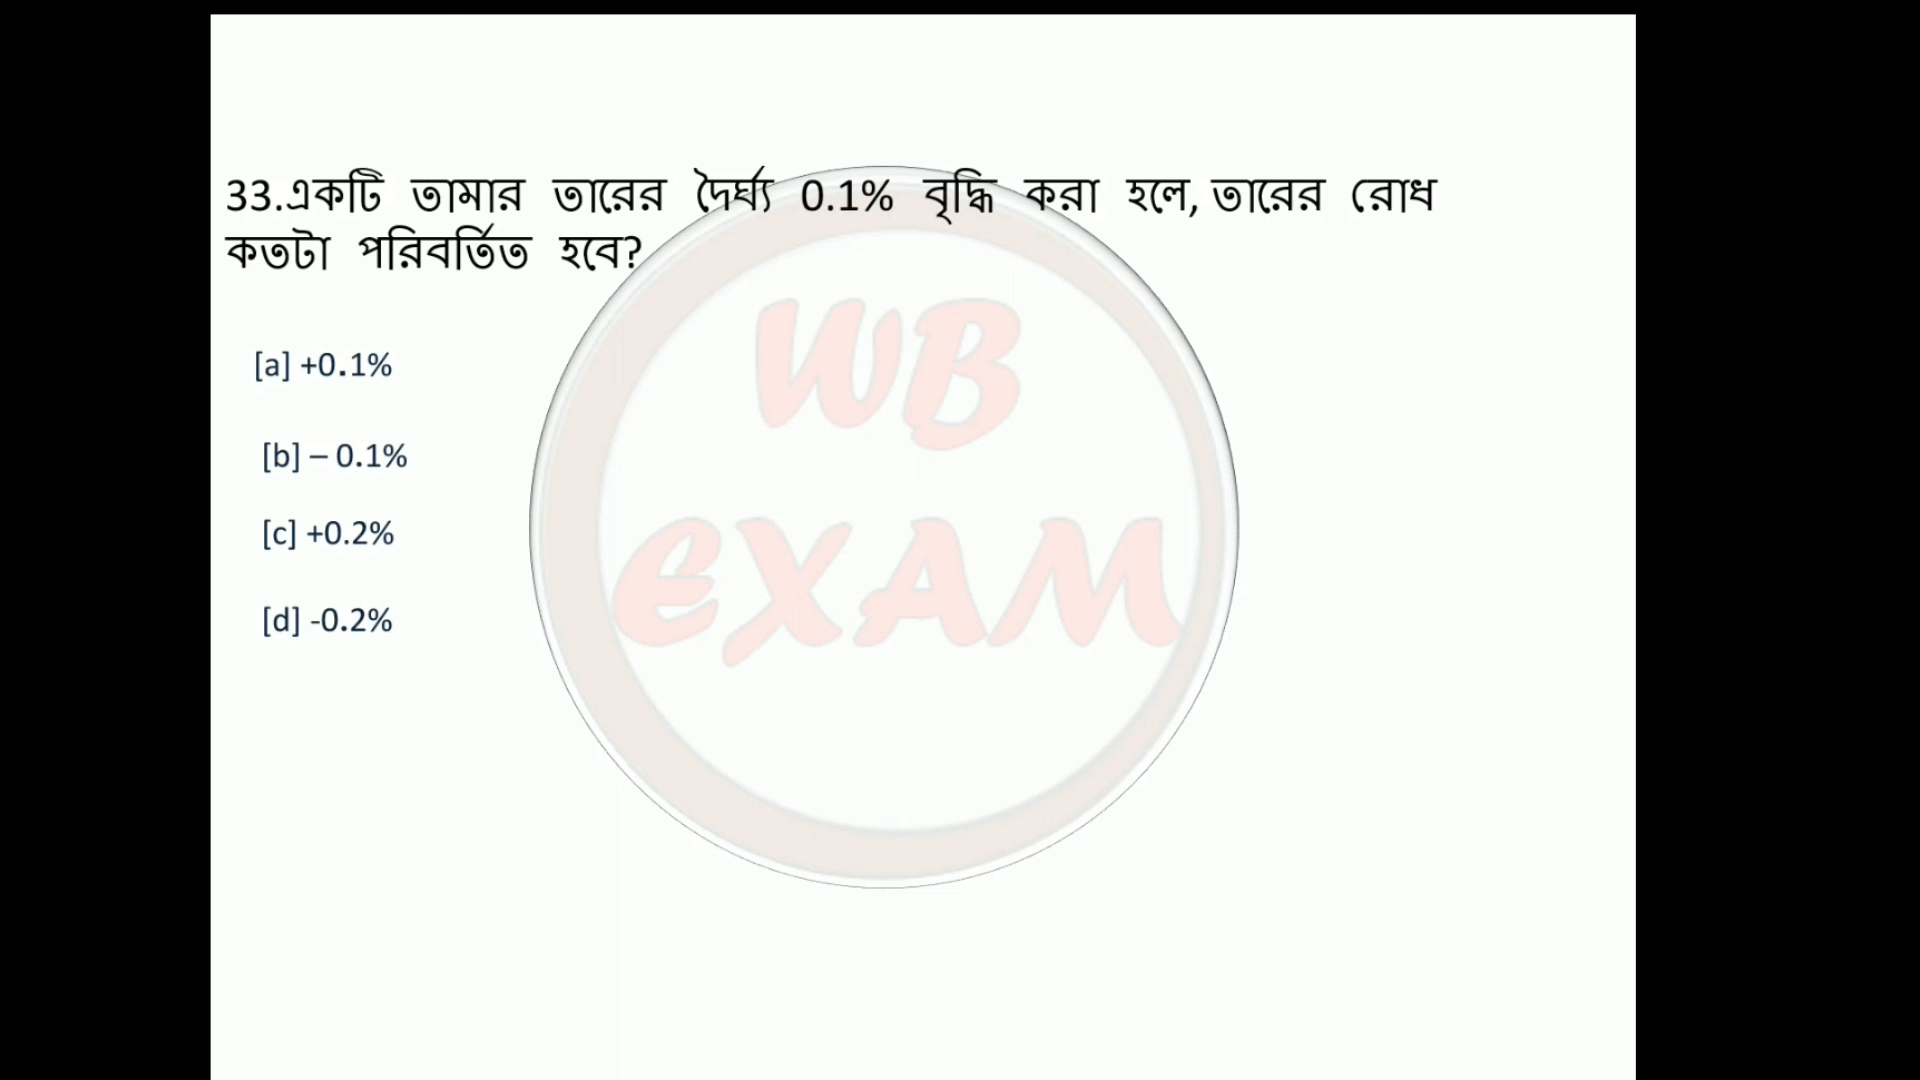 33.একটি তামার তারের দৈর্ঘ্য 0.1% বৃদ্ধি করা হলে, তারের রোধ
কতটা পরিবর্তিত হবে?
[a] +0.1%
[b] – 0.1%
[c] +0.2%
[d] -0.2%
WB
EXAM